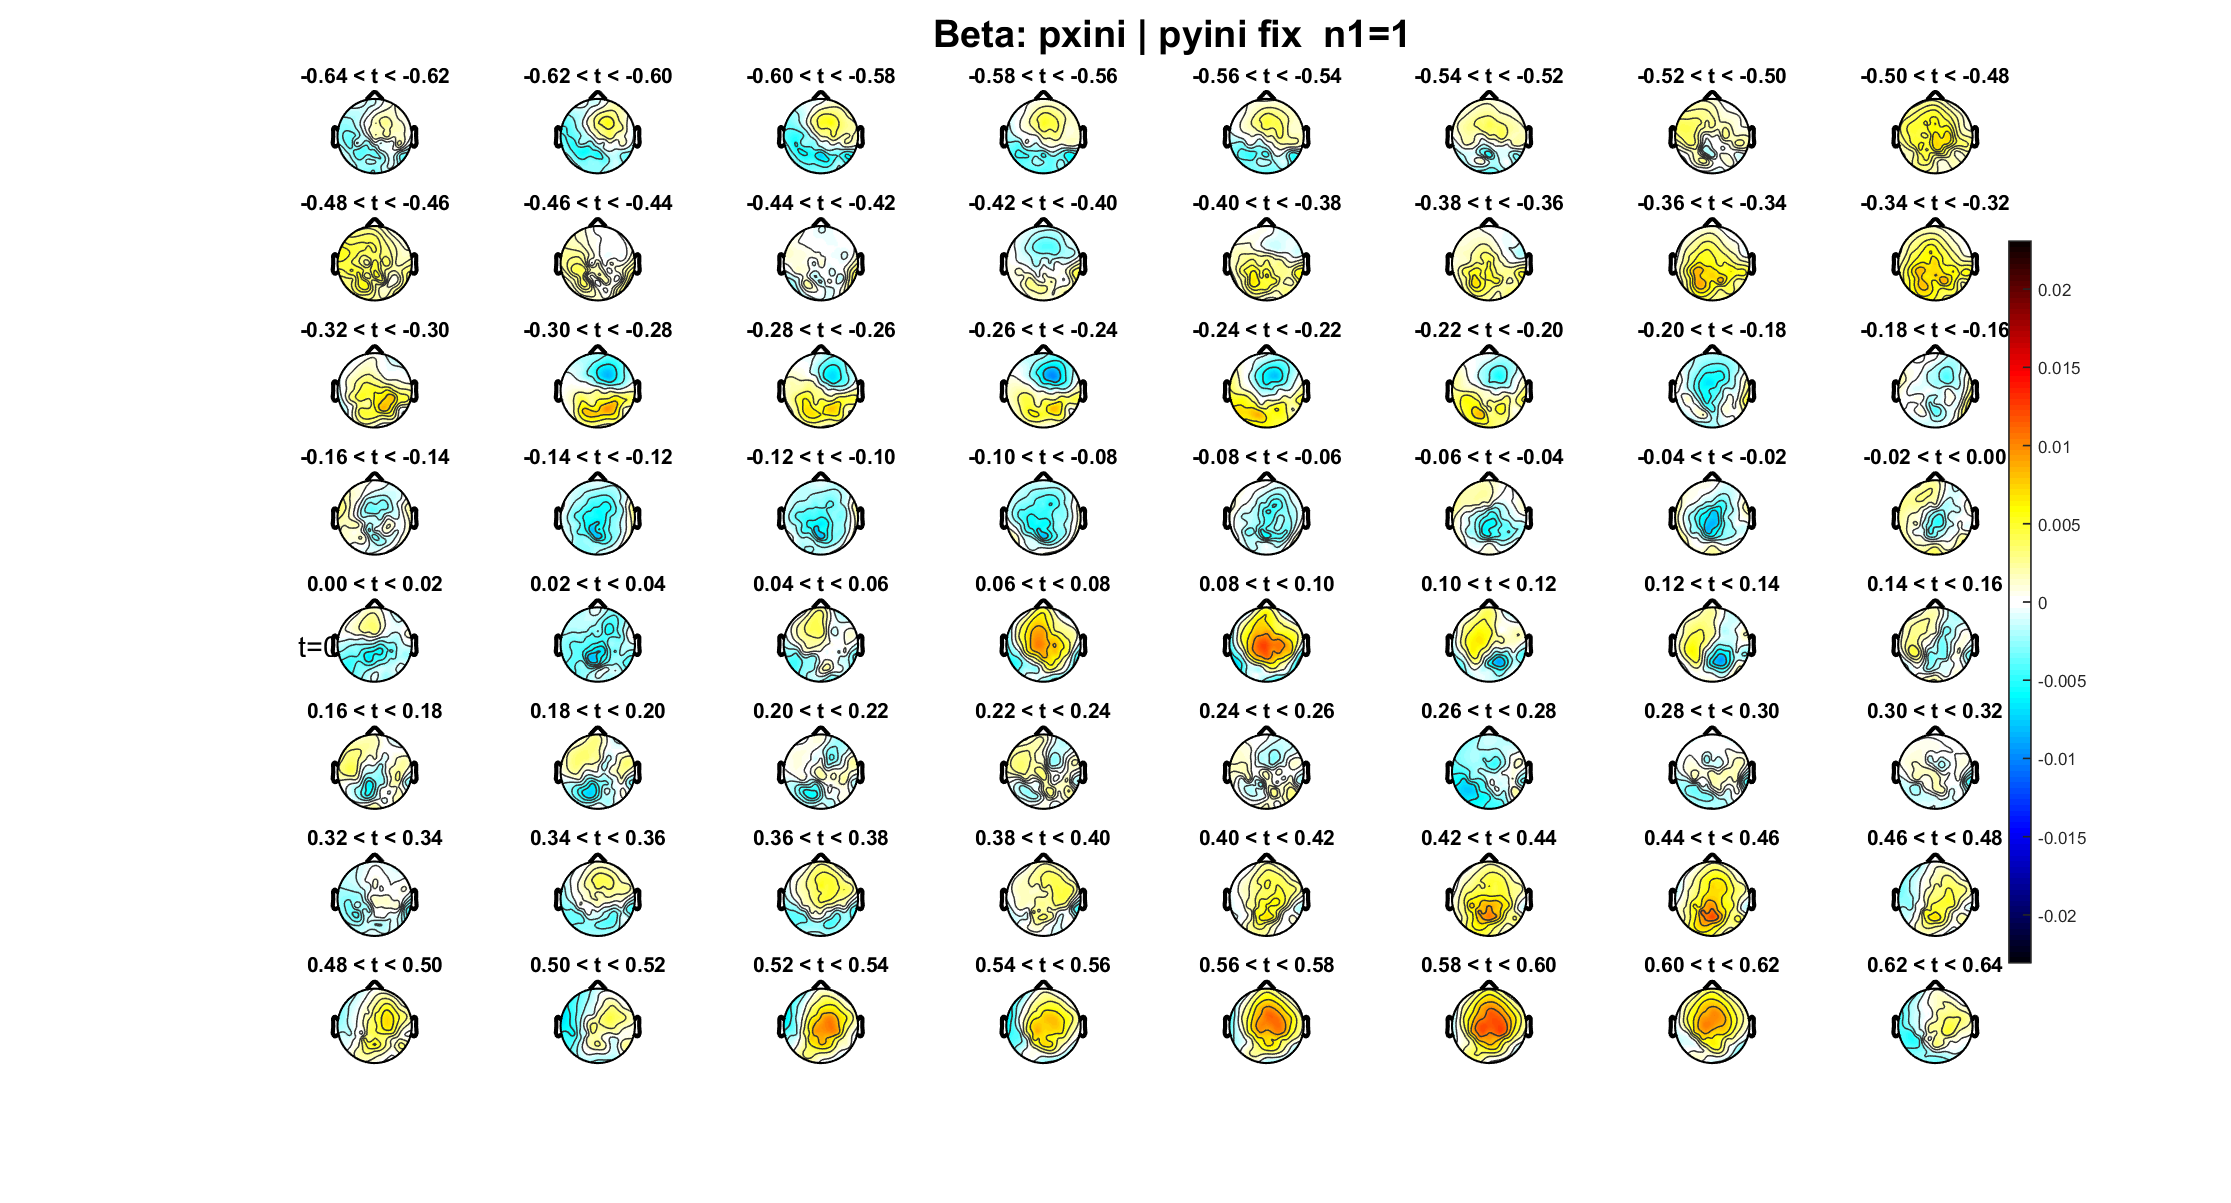 Beta: pxini | pyini fix  n1=1
-0.64 < t < -0.62
-0.62 < t < -0.60
-0.60 < t < -0.58
-0.58 < t < -0.56
-0.56 < t < -0.54
-0.54 < t < -0.52
-0.52 < t < -0.50
-0.50 < t < -0.48
-0.48 < t < -0.46
-0.46 < t < -0.44
-0.44 < t < -0.42
-0.42 < t < -0.40
-0.40 < t < -0.38
-0.38 < t < -0.36
-0.36 < t < -0.34
-0.34 < t < -0.32
-0.32 < t < -0.30
-0.30 < t < -0.28
-0.28 < t < -0.26
-0.26 < t < -0.24
-0.24 < t < -0.22
-0.22 < t < -0.20
-0.20 < t < -0.18
-0.18 < t < -0.16
-0.16 < t < -0.14
-0.14 < t < -0.12
-0.12 < t < -0.10
-0.10 < t < -0.08
-0.08 < t < -0.06
-0.06 < t < -0.04
-0.04 < t < -0.02
-0.02 < t < 0.00
0.00 < t < 0.02
0.02 < t < 0.04
0.04 < t < 0.06
0.06 < t < 0.08
0.08 < t < 0.10
0.10 < t < 0.12
0.12 < t < 0.14
0.14 < t < 0.16
t=0
0.16 < t < 0.18
0.18 < t < 0.20
0.20 < t < 0.22
0.22 < t < 0.24
0.24 < t < 0.26
0.26 < t < 0.28
0.28 < t < 0.30
0.30 < t < 0.32
0.32 < t < 0.34
0.34 < t < 0.36
0.36 < t < 0.38
0.38 < t < 0.40
0.40 < t < 0.42
0.42 < t < 0.44
0.44 < t < 0.46
0.46 < t < 0.48
0.48 < t < 0.50
0.50 < t < 0.52
0.52 < t < 0.54
0.54 < t < 0.56
0.56 < t < 0.58
0.58 < t < 0.60
0.60 < t < 0.62
0.62 < t < 0.64
0.02
0.015
0.01
0.005
0
-0.005
-0.01
-0.015
-0.02